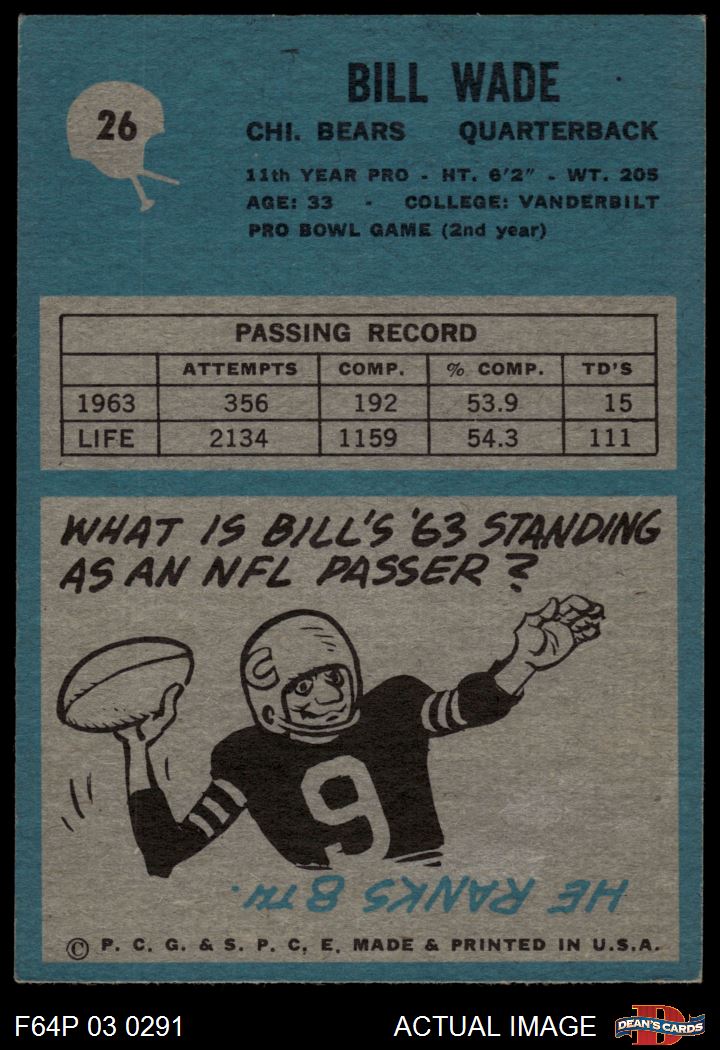 26
BILL WADE
CHI. BEARS QUARTERBACK
11th YEAR PRO - HT. 6'2" - WT. 205
AGE: 33 - COLLEGE: VANDERBILT
PRO BOWL GAME (2nd year)
PASSING RECORD
ATTEMPTS COMP. % COMP. TD'S
1963 356 192 53.9 15
LIFE 2134 1159 54.3 111
WHAT IS BILL'S '63 STANDING
AS AN NFL PASSER?
C
9
HE RANKS 8TH.
© P. C. G. & S. P. C. E. MADE & PRINTED IN U.S.A.
F64P 03 0291 ACTUAL IMAGE D DEAN'S CARDS